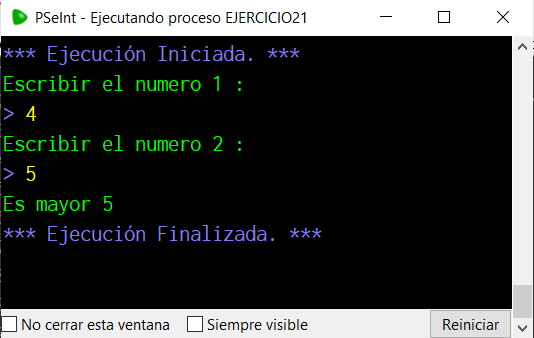 PSeInt - Ejecutando proceso EJERCICIO21
*** Ejecución Iniciada. ***
Escribir el numero 1 :
> 4
Escribir el numero 2 :
> 5
Es mayor 5
*** Ejecución Finalizada. ***
No cerrar esta ventana Siempre visible Reiniciar